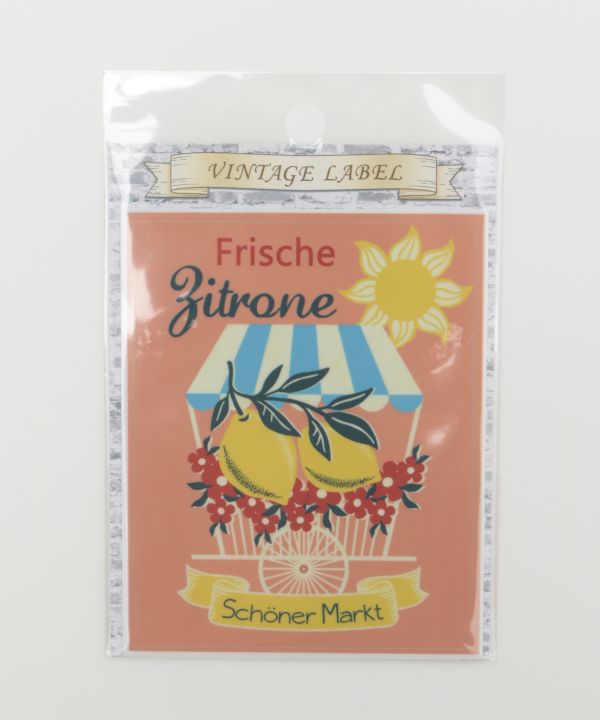 VINTAGE LABEL
Frische
Zitrone
Schöner Markt